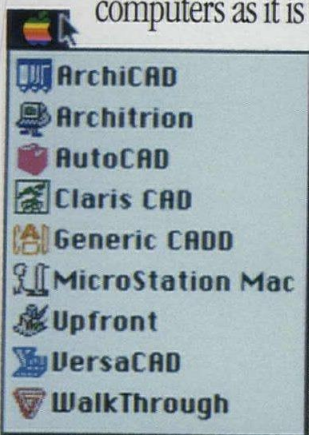 computers as it is
ArchiCAD
Architrion
AutoCAD
Claris CAD
Generic CADD
MicroStation Mac
Upfront
VersaCAD
WalkThrough